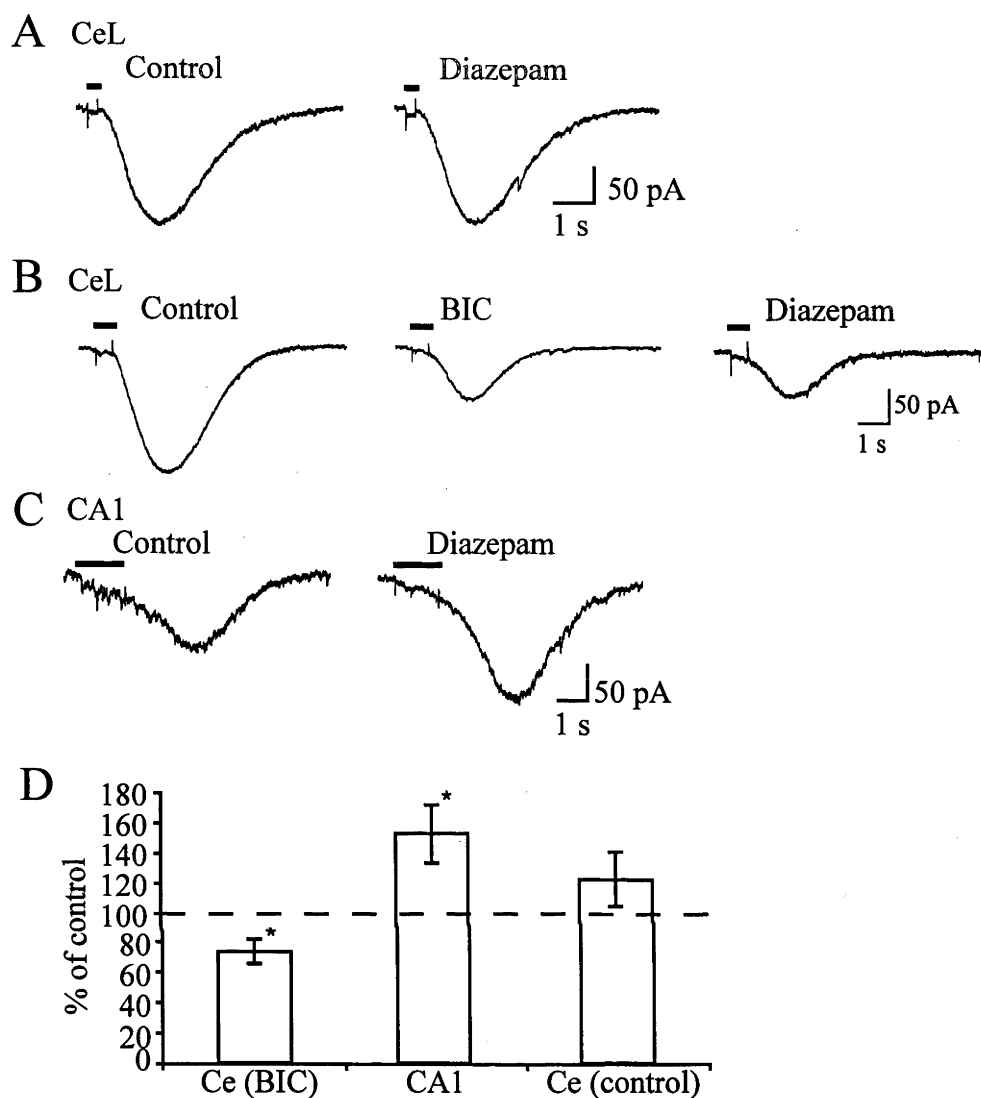 A CeL
Control
Diazepam
50 pA
1 s
B CeL
Control
BIC
Diazepam
50 pA
1 s
C CA1
Control
Diazepam
50 pA
1 s
D
180
160
140
120
100
80
60
40
20
0
% of control
*
*
Ce (BIC)
CA1
Ce (control)